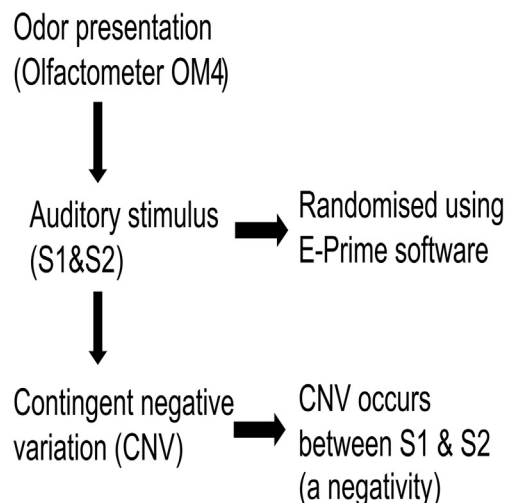 Odor presentation
(Olfactometer OM4)
Auditory stimulus
(S1&S2)
Randomised using
E-Prime software
Contingent negative
variation (CNV)
CNV occurs
between S1 & S2
(a negativity)